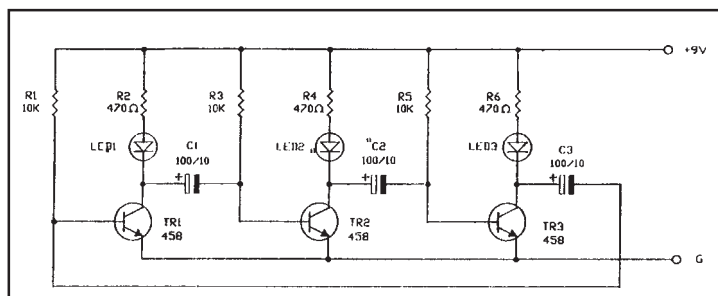 +9V
R1
10K
R2
470Ω
R3
10K
R4
470Ω
R5
10K
R6
470Ω
LED1
C1
100/10
+
LED2
"C2
100/10
+
LED3
C3
100/10
+
TR1
458
TR2
458
TR3
458
G